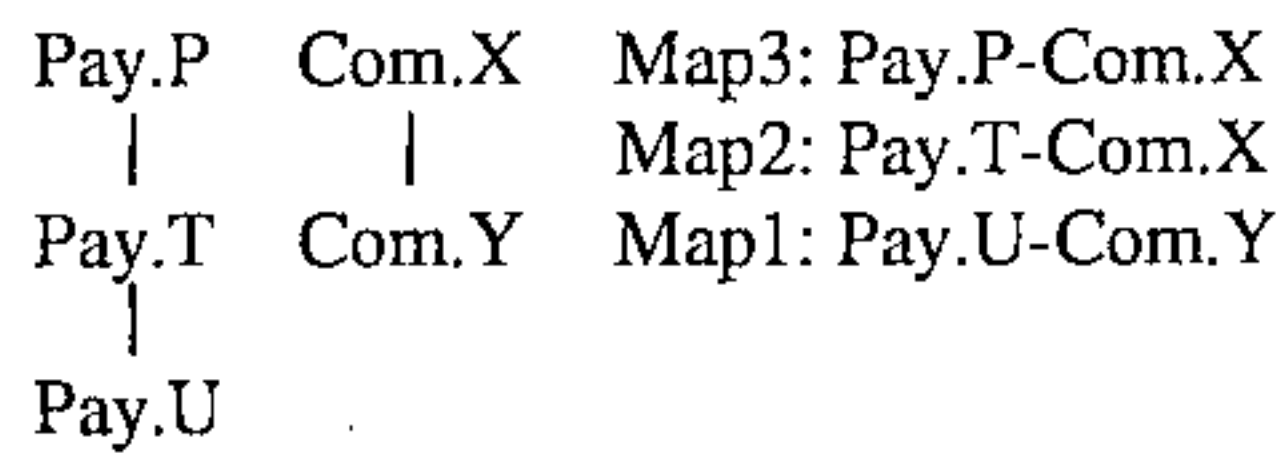 Pay.P Com.X Map3: Pay.P-Com.X
Map2: Pay.T-Com.X
Pay.T Com.Y Map1: Pay.U-Com.Y
Pay.U